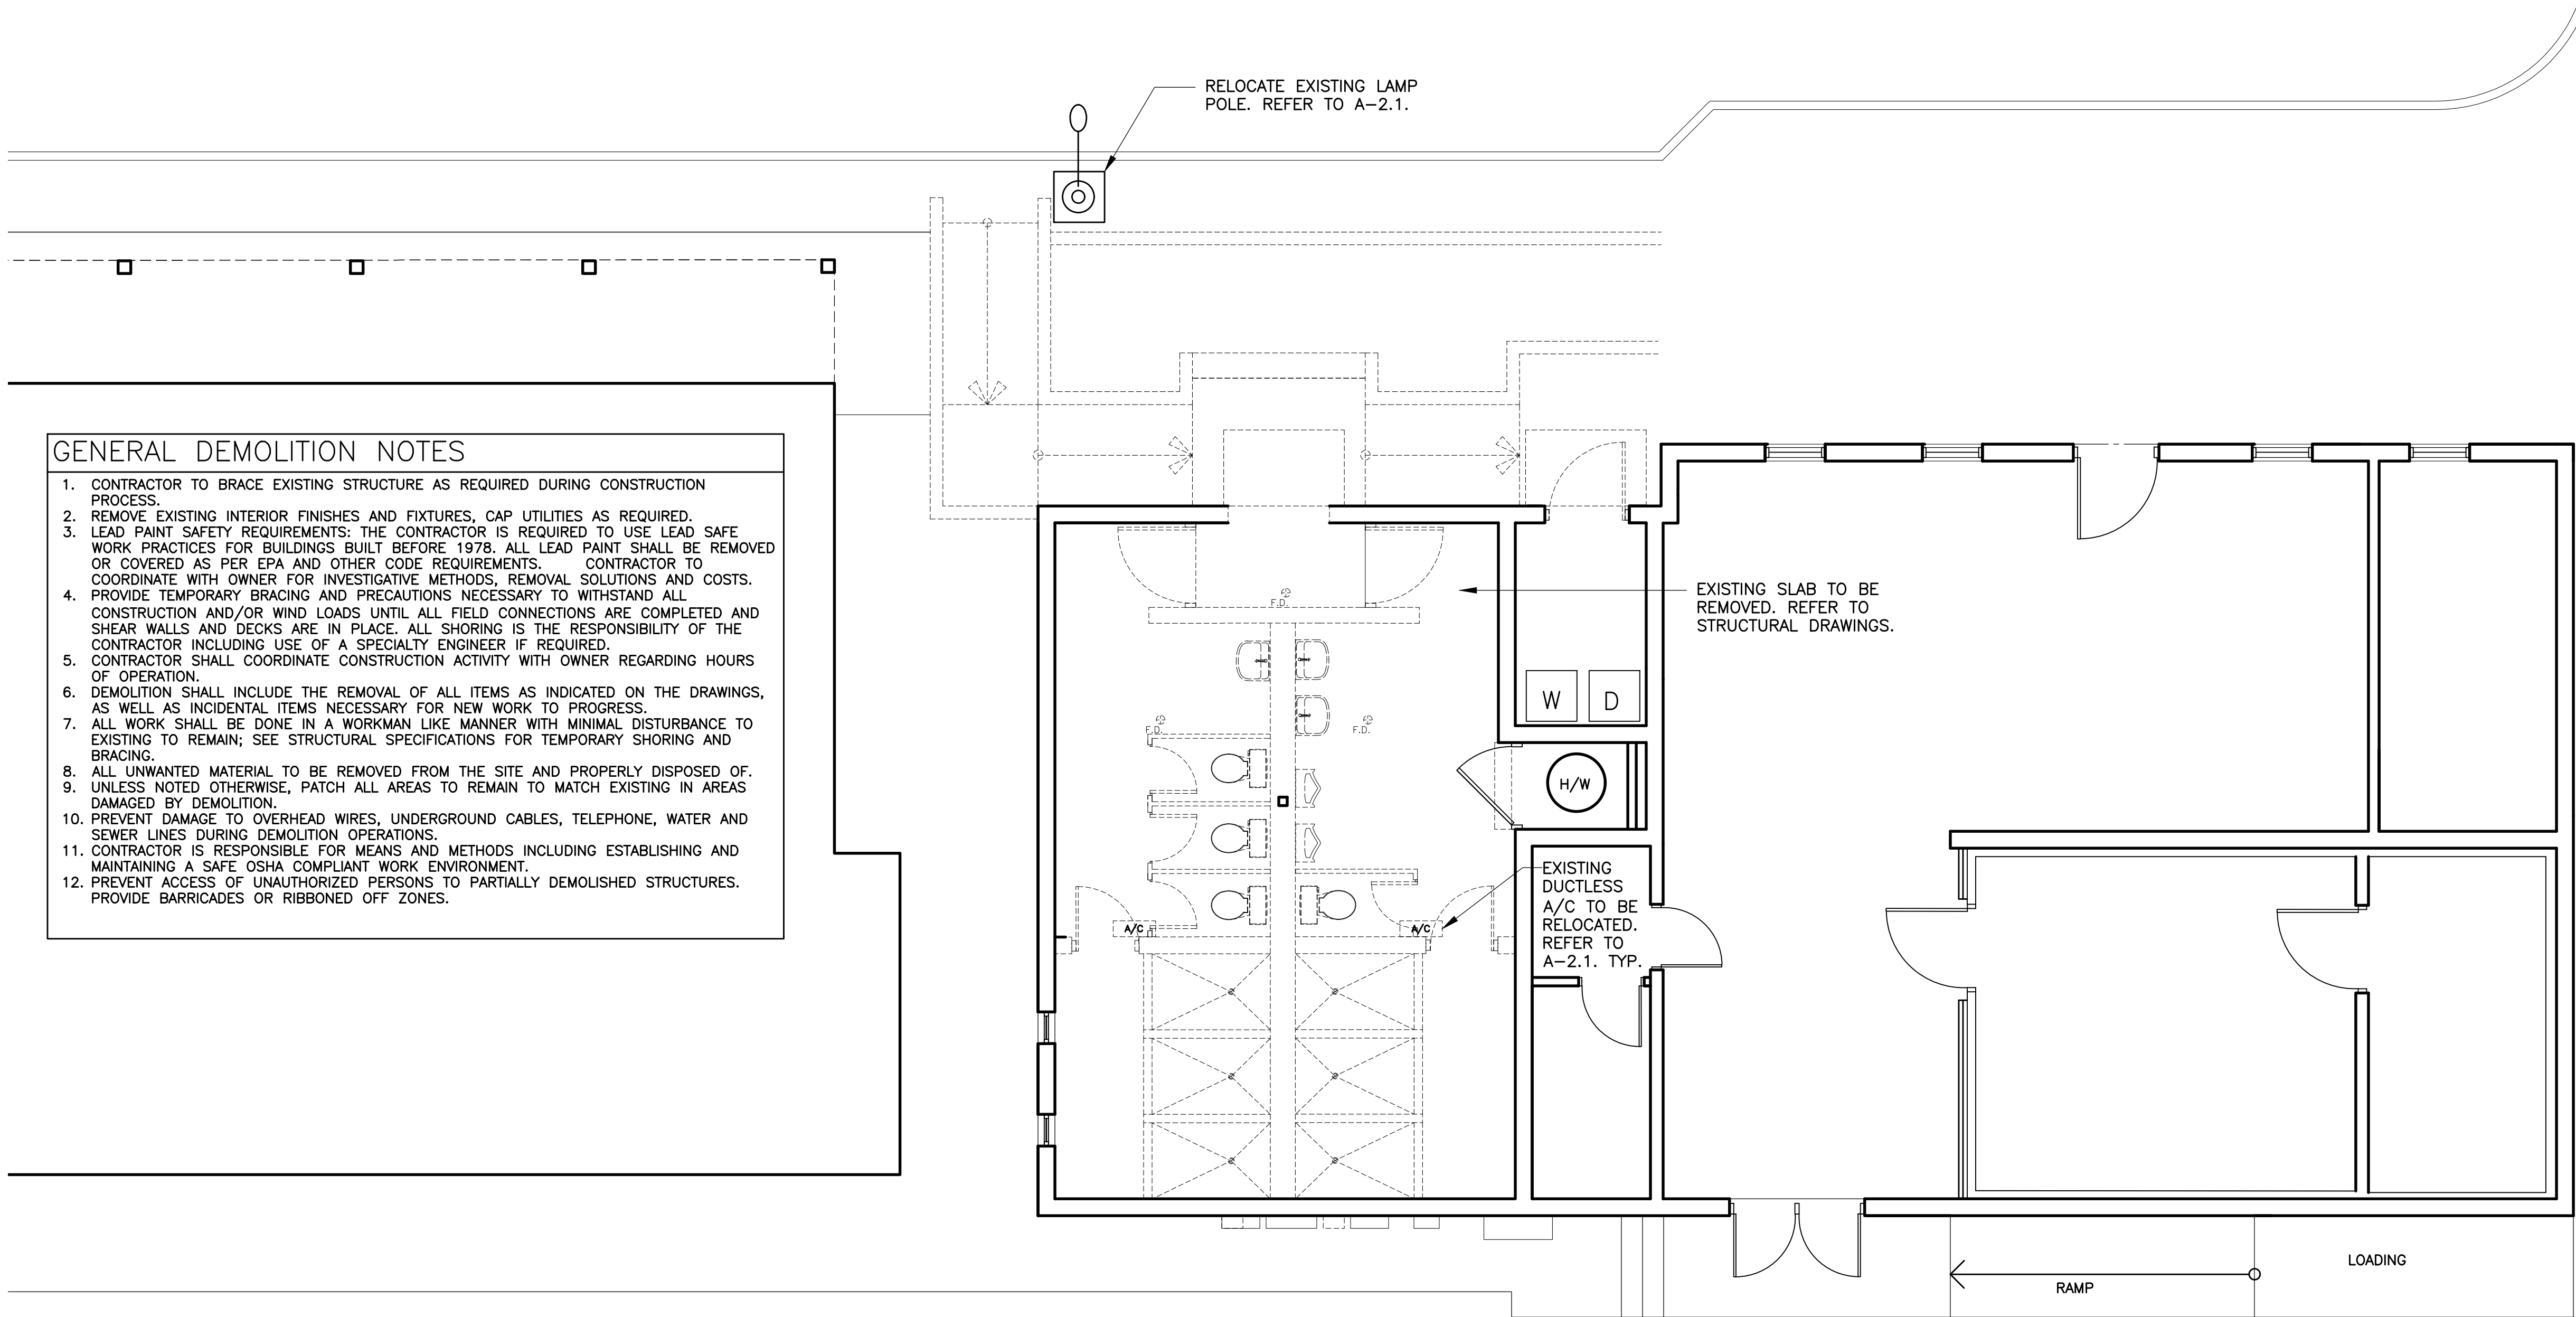 RELOCATE EXISTING LAMP
POLE. REFER TO A-2.1.
GENERAL DEMOLITION NOTES
1. CONTRACTOR TO BRACE EXISTING STRUCTURE AS REQUIRED DURING CONSTRUCTION
PROCESS.
2. REMOVE EXISTING INTERIOR FINISHES AND FIXTURES, CAP UTILITIES AS REQUIRED.
3. LEAD PAINT SAFETY REQUIREMENTS: THE CONTRACTOR IS REQUIRED TO USE LEAD SAFE
WORK PRACTICES FOR BUILDINGS BUILT BEFORE 1978. ALL LEAD PAINT SHALL BE REMOVED
OR COVERED AS PER EPA AND OTHER CODE REQUIREMENTS. CONTRACTOR TO
COORDINATE WITH OWNER FOR INVESTIGATIVE METHODS, REMOVAL SOLUTIONS AND COSTS.
4. PROVIDE TEMPORARY BRACING AND PRECAUTIONS NECESSARY TO WITHSTAND ALL
CONSTRUCTION AND/OR WIND LOADS UNTIL ALL FIELD CONNECTIONS ARE COMPLETED AND
SHEAR WALLS AND DECKS ARE IN PLACE. ALL SHORING IS THE RESPONSIBILITY OF THE
CONTRACTOR INCLUDING USE OF A SPECIALTY ENGINEER IF REQUIRED.
5. CONTRACTOR SHALL COORDINATE CONSTRUCTION ACTIVITY WITH OWNER REGARDING HOURS
OF OPERATION.
6. DEMOLITION SHALL INCLUDE THE REMOVAL OF ALL ITEMS AS INDICATED ON THE DRAWINGS,
AS WELL AS INCIDENTAL ITEMS NECESSARY FOR NEW WORK TO PROGRESS.
7. ALL WORK SHALL BE DONE IN A WORKMAN LIKE MANNER WITH MINIMAL DISTURBANCE TO
EXISTING TO REMAIN; SEE STRUCTURAL SPECIFICATIONS FOR TEMPORARY SHORING AND
BRACING.
8. ALL UNWANTED MATERIAL TO BE REMOVED FROM THE SITE AND PROPERLY DISPOSED OF.
9. UNLESS NOTED OTHERWISE, PATCH ALL AREAS TO REMAIN TO MATCH EXISTING IN AREAS
DAMAGED BY DEMOLITION.
10. PREVENT DAMAGE TO OVERHEAD WIRES, UNDERGROUND CABLES, TELEPHONE, WATER AND
SEWER LINES DURING DEMOLITION OPERATIONS.
11. CONTRACTOR IS RESPONSIBLE FOR MEANS AND METHODS INCLUDING ESTABLISHING AND
MAINTAINING A SAFE OSHA COMPLIANT WORK ENVIRONMENT.
12. PREVENT ACCESS OF UNAUTHORIZED PERSONS TO PARTIALLY DEMOLISHED STRUCTURES.
PROVIDE BARRICADES OR RIBBONED OFF ZONES.
F.D.
EXISTING SLAB TO BE
REMOVED. REFER TO
STRUCTURAL DRAWINGS.
W D
F.D. F.D.
H/W
EXISTING
DUCTLESS
A/C TO BE
RELOCATED.
REFER TO
A-2.1. TYP.
A/C A/C
LOADING
RAMP